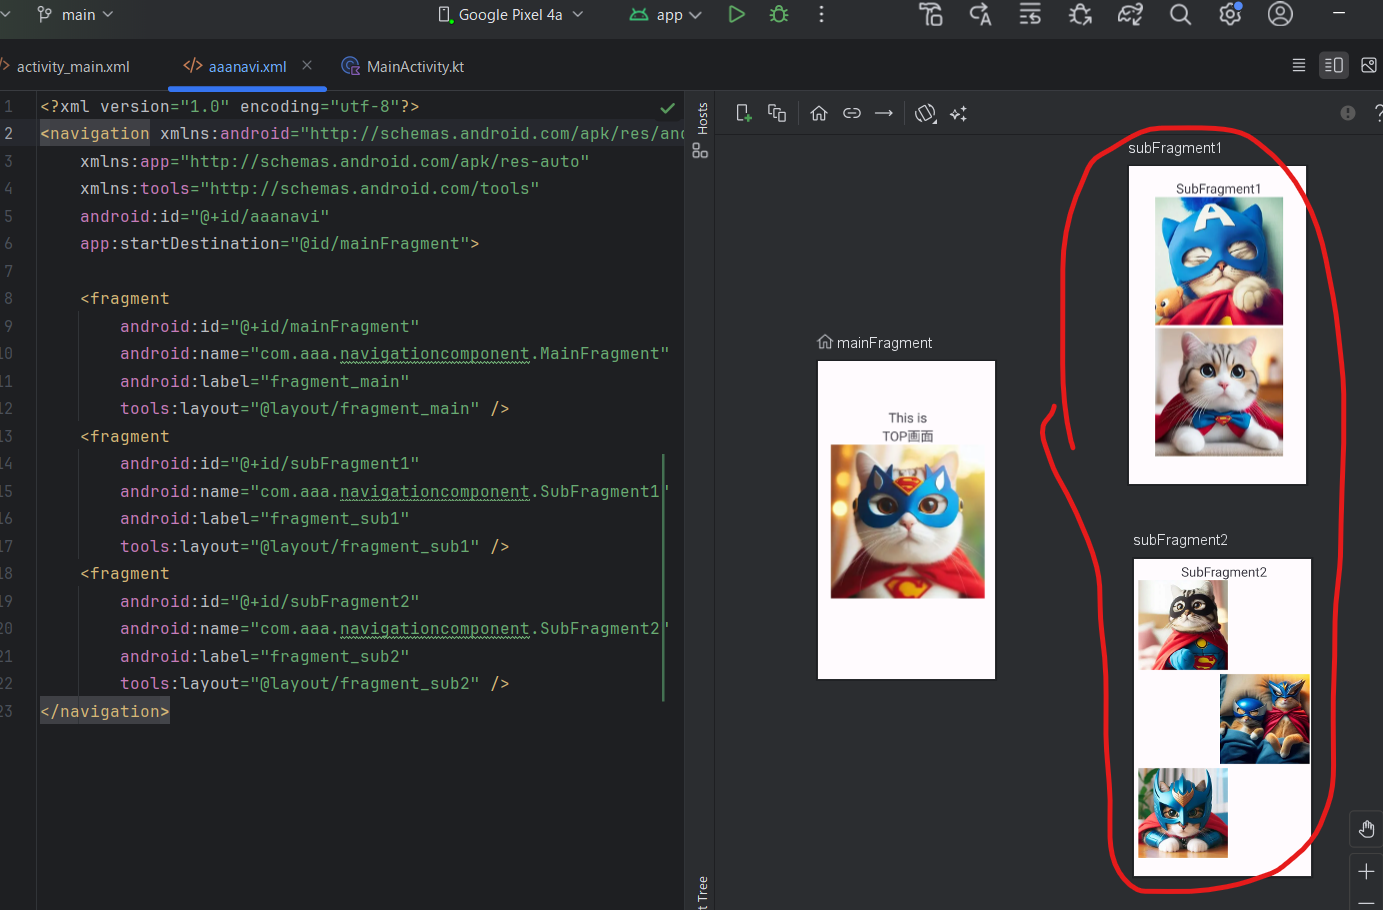 main
Google Pixel 4a
app
activity_main.xml
aaanavi.xml
MainActivity.kt
1 <?xml version="1.0" encoding="utf-8"?>
2 <navigation xmlns:android="http://schemas.android.com/apk/res/and
3 xmlns:app="http://schemas.android.com/apk/res-auto"
4 xmlns:tools="http://schemas.android.com/tools"
5 android:id="@+id/aaanavi"
6 app:startDestination="@id/mainFragment">
7
8 <fragment
9 android:id="@+id/mainFragment"
10 android:name="com.aaa.navigationcomponent.MainFragment"
11 android:label="fragment_main"
12 tools:layout="@layout/fragment_main" />
13 <fragment
14 android:id="@+id/subFragment1"
15 android:name="com.aaa.navigationcomponent.SubFragment1"
16 android:label="fragment_sub1"
17 tools:layout="@layout/fragment_sub1" />
18 <fragment
19 android:id="@+id/subFragment2"
20 android:name="com.aaa.navigationcomponent.SubFragment2"
21 android:label="fragment_sub2"
22 tools:layout="@layout/fragment_sub2" />
23 </navigation>
Hosts
t Tree
mainFragment
This is
TOP画面
subFragment1
SubFragment1
A
subFragment2
SubFragment2